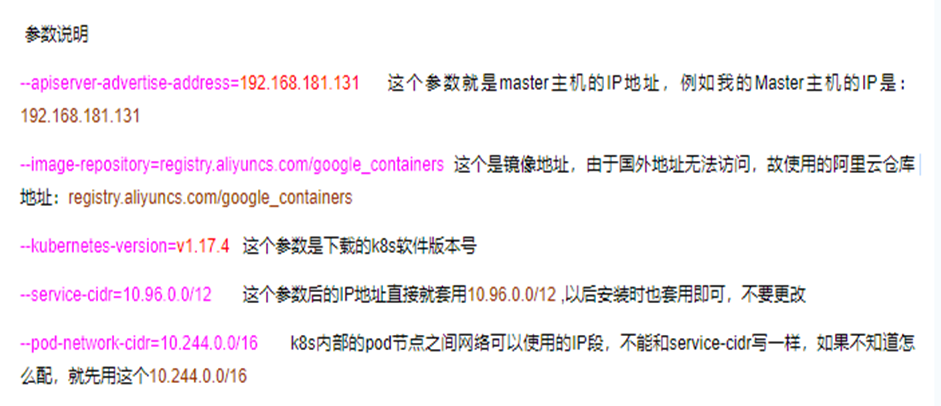 参数说明
--apiserver-advertise-address=192.168.181.131 这个参数就是master主机的IP地址，例如我的Master主机的IP是：
192.168.181.131
--image-repository=registry.aliyuncs.com/google_containers 这个是镜像地址，由于国外地址无法访问，故使用的阿里云仓库
地址：registry.aliyuncs.com/google_containers
--kubernetes-version=v1.17.4 这个参数是下载的k8s软件版本号
--service-cidr=10.96.0.0/12 这个参数后的IP地址直接就套用10.96.0.0/12 ,以后安装时也套用即可，不要更改
--pod-network-cidr=10.244.0.0/16 k8s内部的pod节点之间网络可以使用的IP段，不能和service-cidr写一样，如果不知道怎
么配，就先用这个10.244.0.0/16